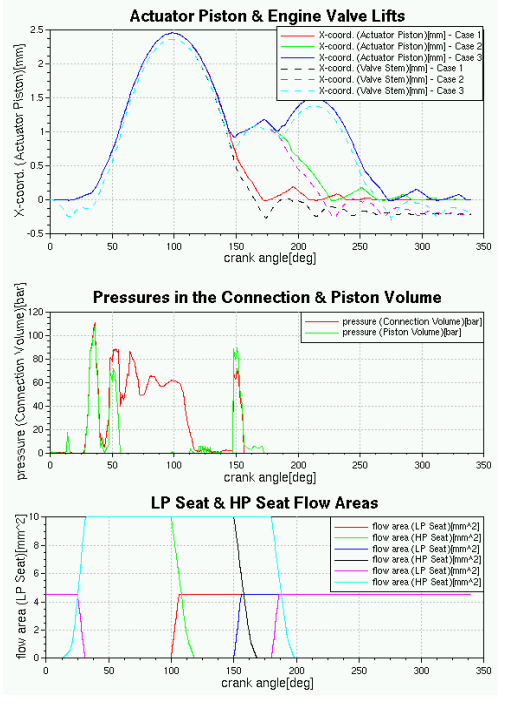 Actuator Piston & Engine Valve Lifts
X-coord. (Actuator Piston)[mm]
2.5
2
1.5
1
0.5
0
-0.5
X-coord. (Actuator Piston)[mm] - Case 1
X-coord. (Actuator Piston)[mm] - Case 2
X-coord. (Actuator Piston)[mm] - Case 3
X-coord. (Valve Stem)[mm] - Case 1
X-coord. (Valve Stem)[mm] - Case 2
X-coord. (Valve Stem)[mm] - Case 3
0 50 100 150 200 250 300 350
crank angle[deg]
Pressures in the Connection & Piston Volume
pressure (Connection Volume)[bar]
120
100
80
60
40
20
0
pressure (Connection Volume)[bar]
pressure (Piston Volume)[bar]
0 50 100 150 200 250 300 350
crank angle[deg]
LP Seat & HP Seat Flow Areas
flow area (LP Seat)[mm^2]
10
8
6
4
2
0
flow area (LP Seat)[mm^2]
flow area (HP Seat)[mm^2]
flow area (LP Seat)[mm^2]
flow area (HP Seat)[mm^2]
flow area (LP Seat)[mm^2]
flow area (HP Seat)[mm^2]
0 50 100 150 200 250 300 350
crank angle[deg]